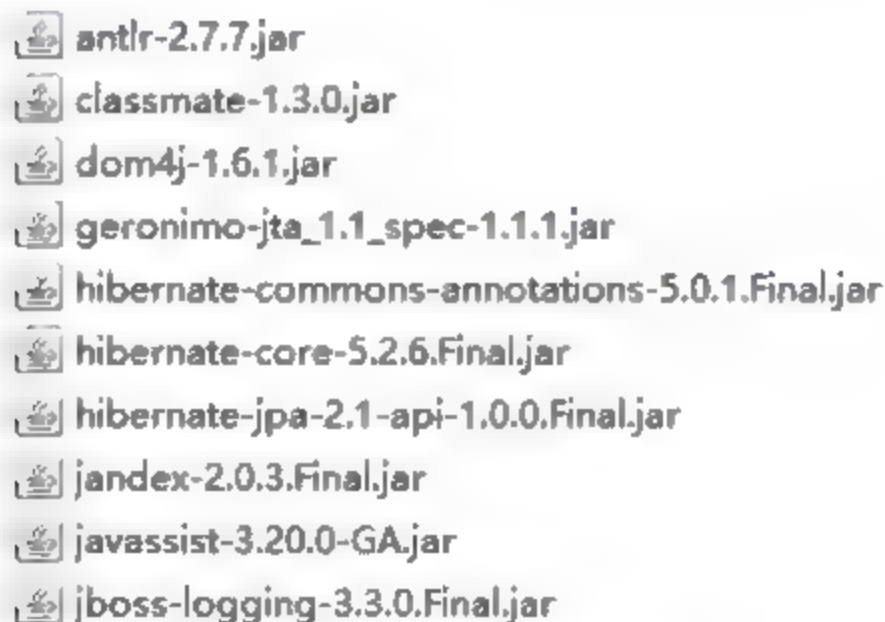 antlr-2.7.7.jar
classmate-1.3.0.jar
dom4j-1.6.1.jar
geronimo-jta_1.1_spec-1.1.1.jar
hibernate-commons-annotations-5.0.1.Final.jar
hibernate-core-5.2.6.Final.jar
hibernate-jpa-2.1-api-1.0.0.Final.jar
jandex-2.0.3.Final.jar
javassist-3.20.0-GA.jar
jboss-logging-3.3.0.Final.jar